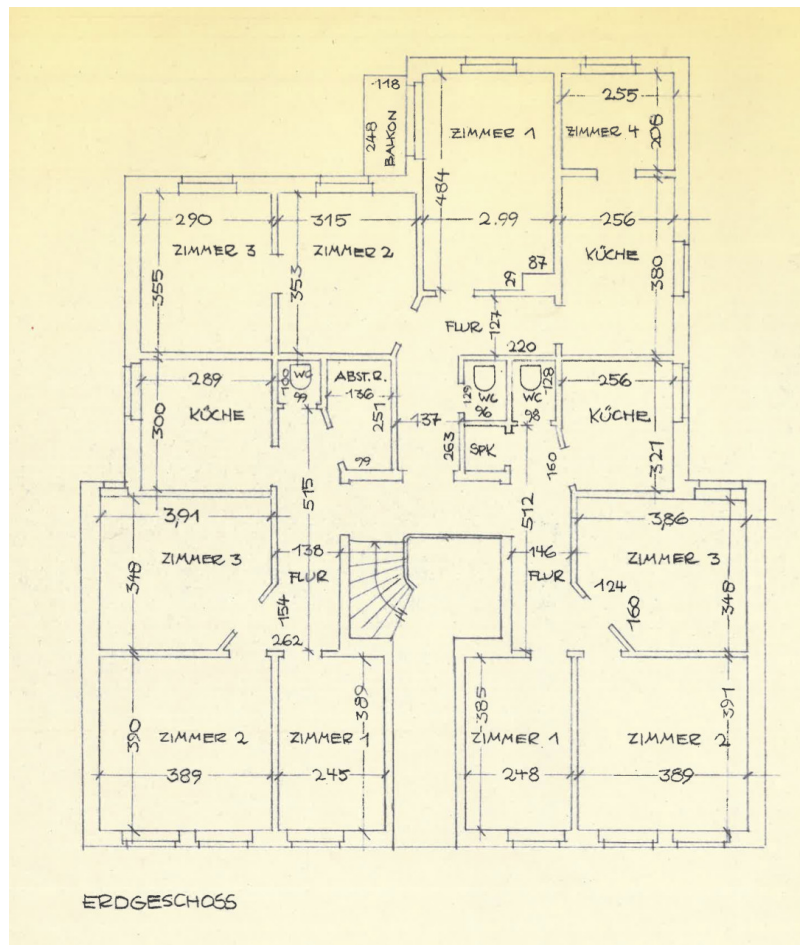 118
255
248
BALKON
ZIMMER 1
ZIMMER 4
208
484
290
315
2.99
256
ZIMMER 3
ZIMMER 2
KÜCHE
355
353
87
29
380
FLUR
127
220
289
100
WC
99
ABST.R.
136
251
137
129
WC
96
WC
98
128
256
KÜCHE
300
KÜCHE
263
SPK
160
321
99
3,91
515
512
3,86
ZIMMER 3
138
FLUR
146
FLUR
ZIMMER 3
348
154
124
160
348
262
389
385
391
390
ZIMMER 2
ZIMMER 1
ZIMMER 1
ZIMMER 2
389
245
248
389
ERDGESCHOSS